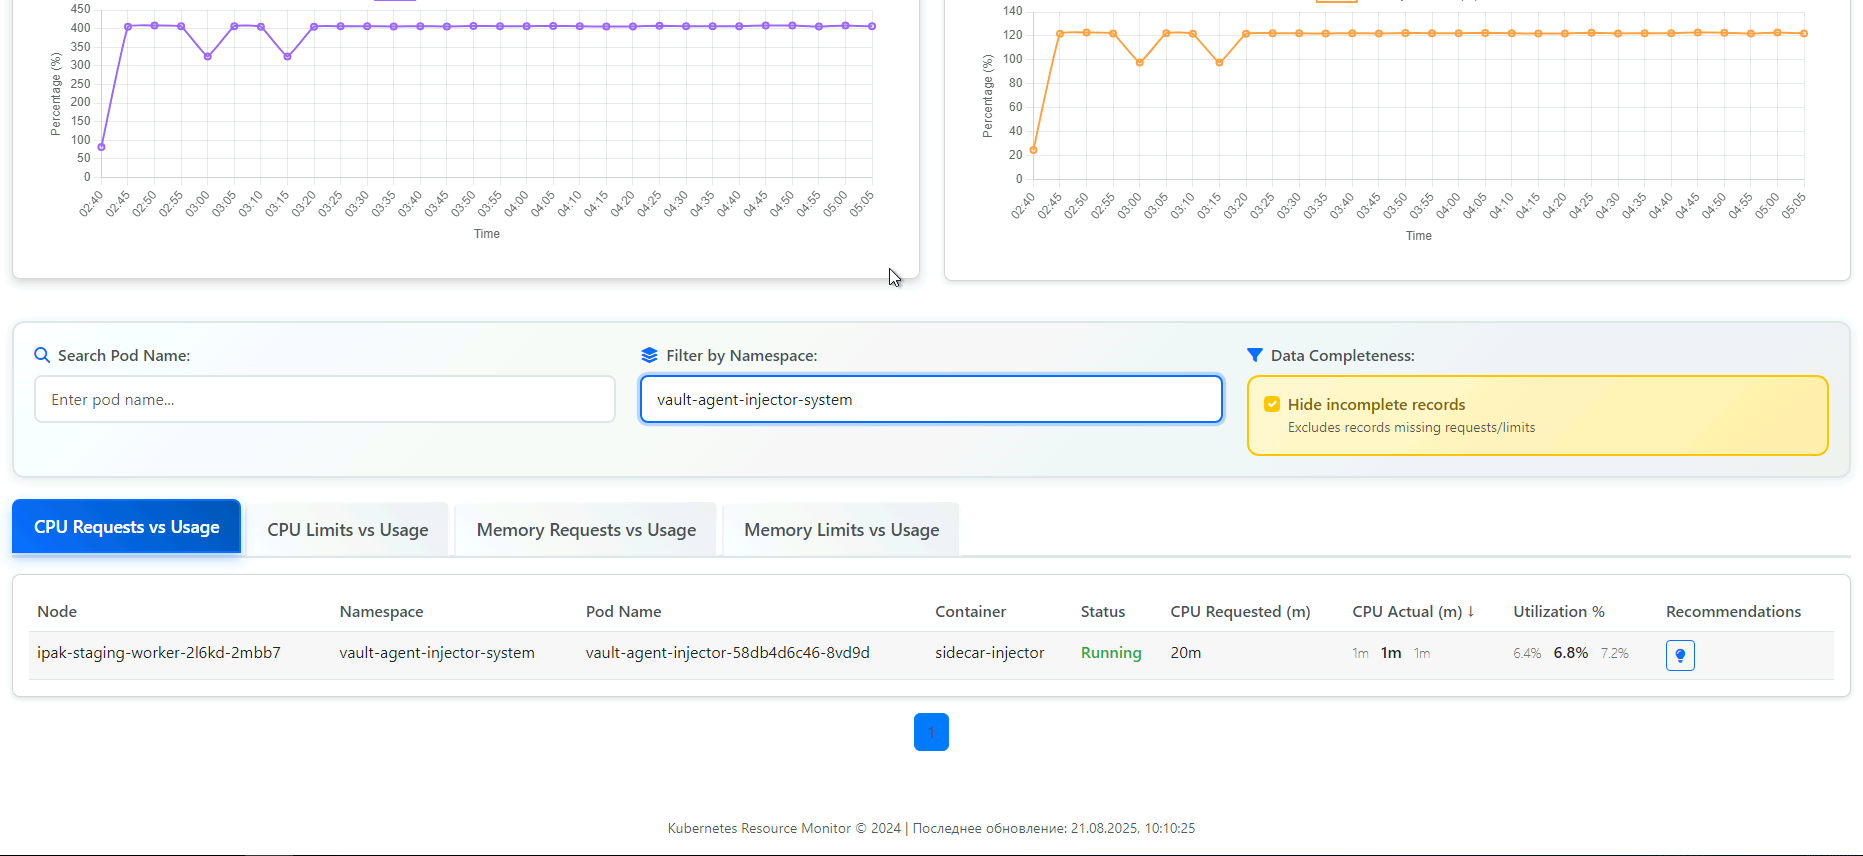 450
400
350
300
250
200
150
100
50
0
Percentage (%)
02:40 02:45 02:50 02:55 03:00 03:05 03:10 03:15 03:20 03:25 03:30 03:35 03:40 03:45 03:50 03:55 04:00 04:05 04:10 04:15 04:20 04:25 04:30 04:35 04:40 04:45 04:50 04:55 05:00 05:05
Time
140
120
100
80
60
40
20
0
Percentage (%)
02:40 02:45 02:50 02:55 03:00 03:05 03:10 03:15 03:20 03:25 03:30 03:35 03:40 03:45 03:50 03:55 04:00 04:05 04:10 04:15 04:20 04:25 04:30 04:35 04:40 04:45 04:50 04:55 05:00 05:05
Time
Search Pod Name:
Enter pod name...
Filter by Namespace:
vault-agent-injector-system
Data Completeness:
Hide incomplete records
Excludes records missing requests/limits
CPU Requests vs Usage CPU Limits vs Usage Memory Requests vs Usage Memory Limits vs Usage
Node Namespace Pod Name Container Status CPU Requested (m) CPU Actual (m) ↓ Utilization % Recommendations
ipak-staging-worker-2l6kd-2mbb7 vault-agent-injector-system vault-agent-injector-58db4d6c46-8vd9d sidecar-injector Running 20m 1m 1m 1m 6.4% 6.8% 7.2%
1
Kubernetes Resource Monitor © 2024 | Последнее обновление: 21.08.2025, 10:10:25